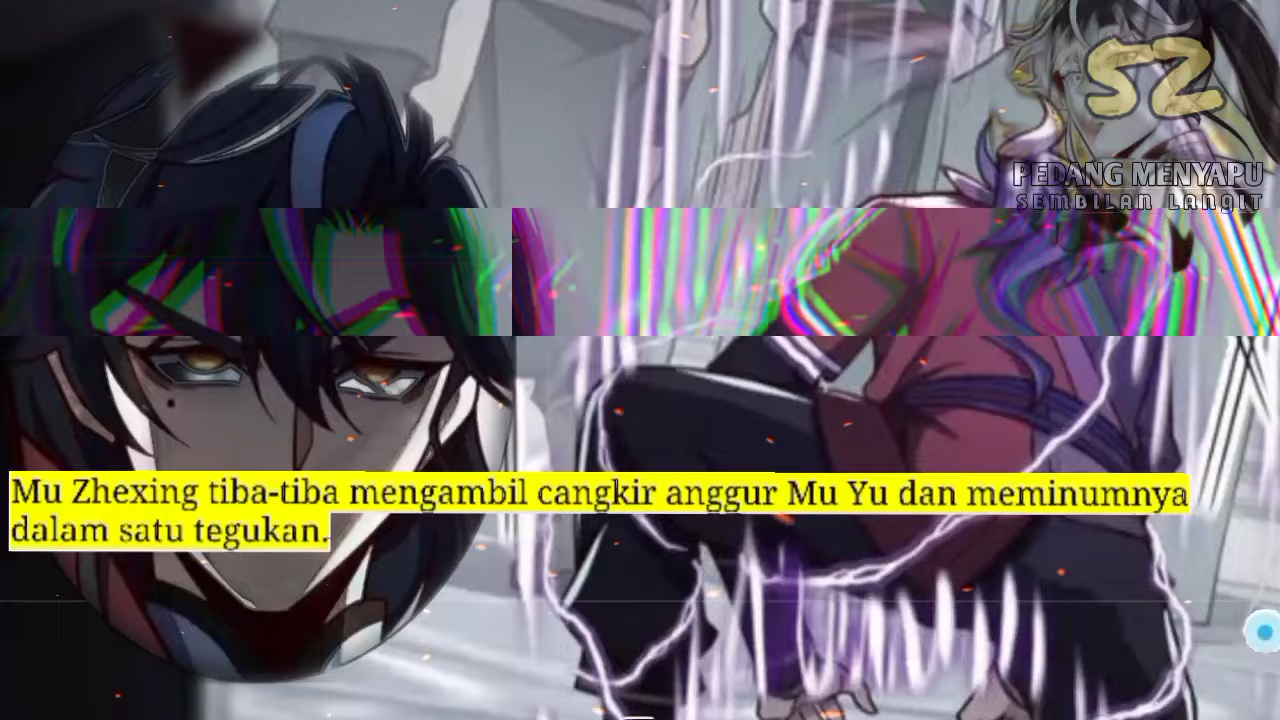 SZ
PEDANG MENYAPU
SEMBILAN LANGIT
Mu Zhexing tiba-tiba mengambil cangkir anggur Mu Yu dan meminumnya
dalam satu tegukan.